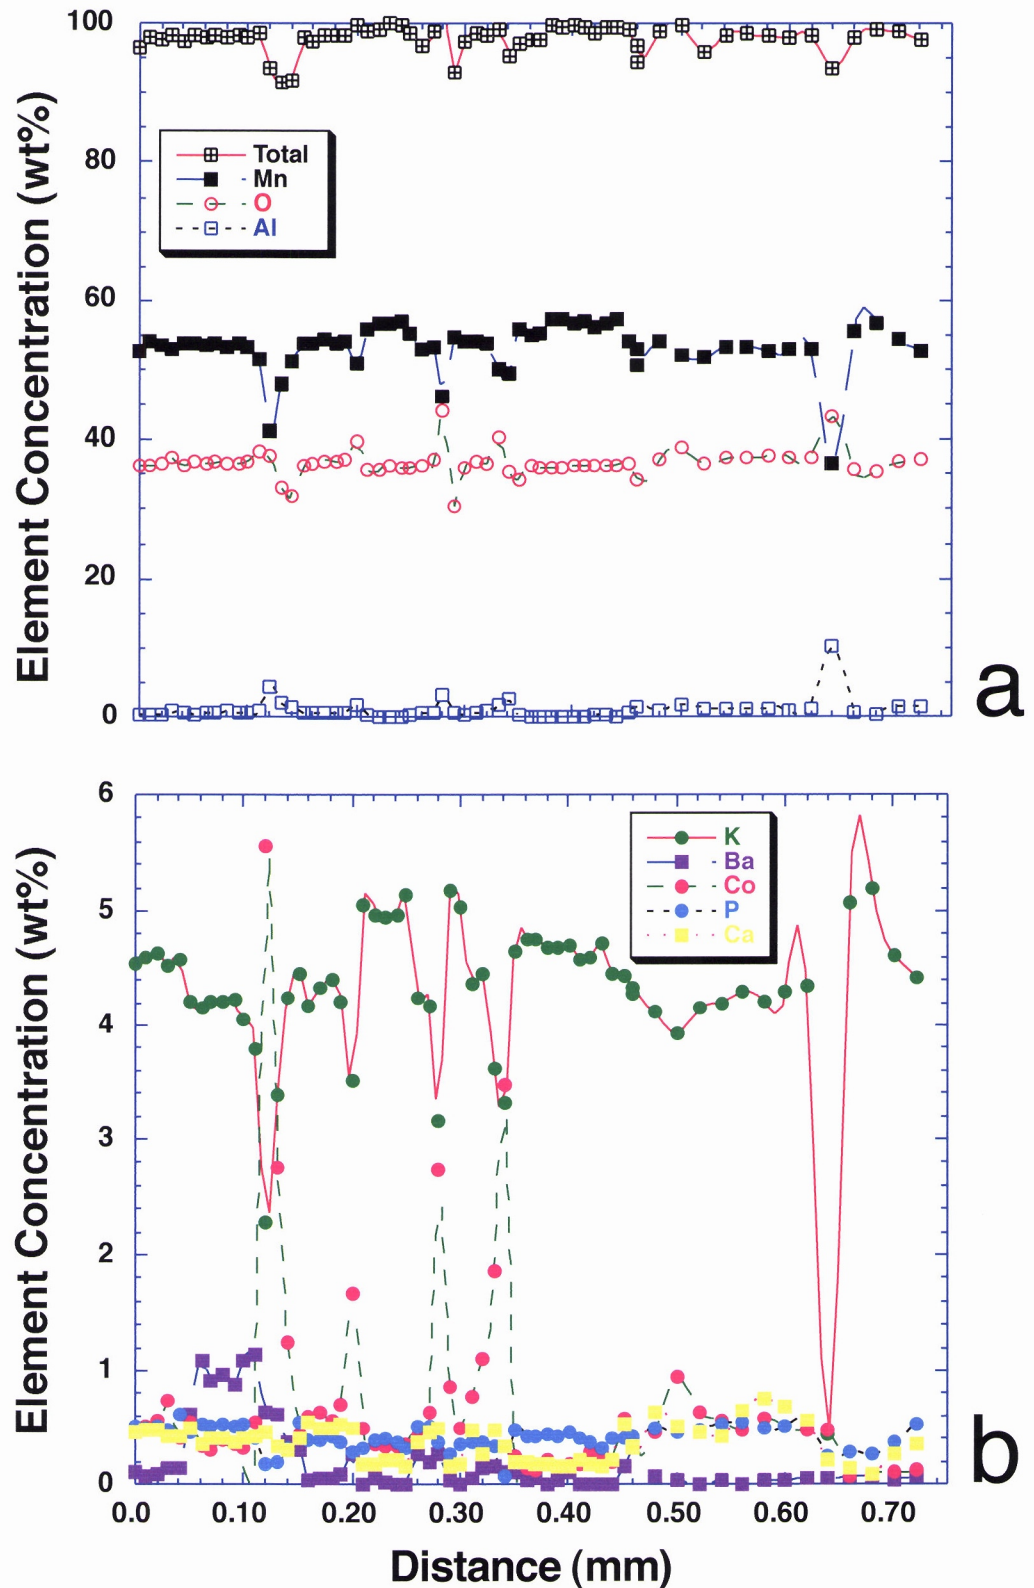 Element Concentration (wt%)
100
80
60
40
20
0
Total
Mn
O
Al
a
Element Concentration (wt%)
6
5
4
3
2
1
0
K
Ba
Co
P
Ca
b
0.0 0.10 0.20 0.30 0.40 0.50 0.60 0.70
Distance (mm)